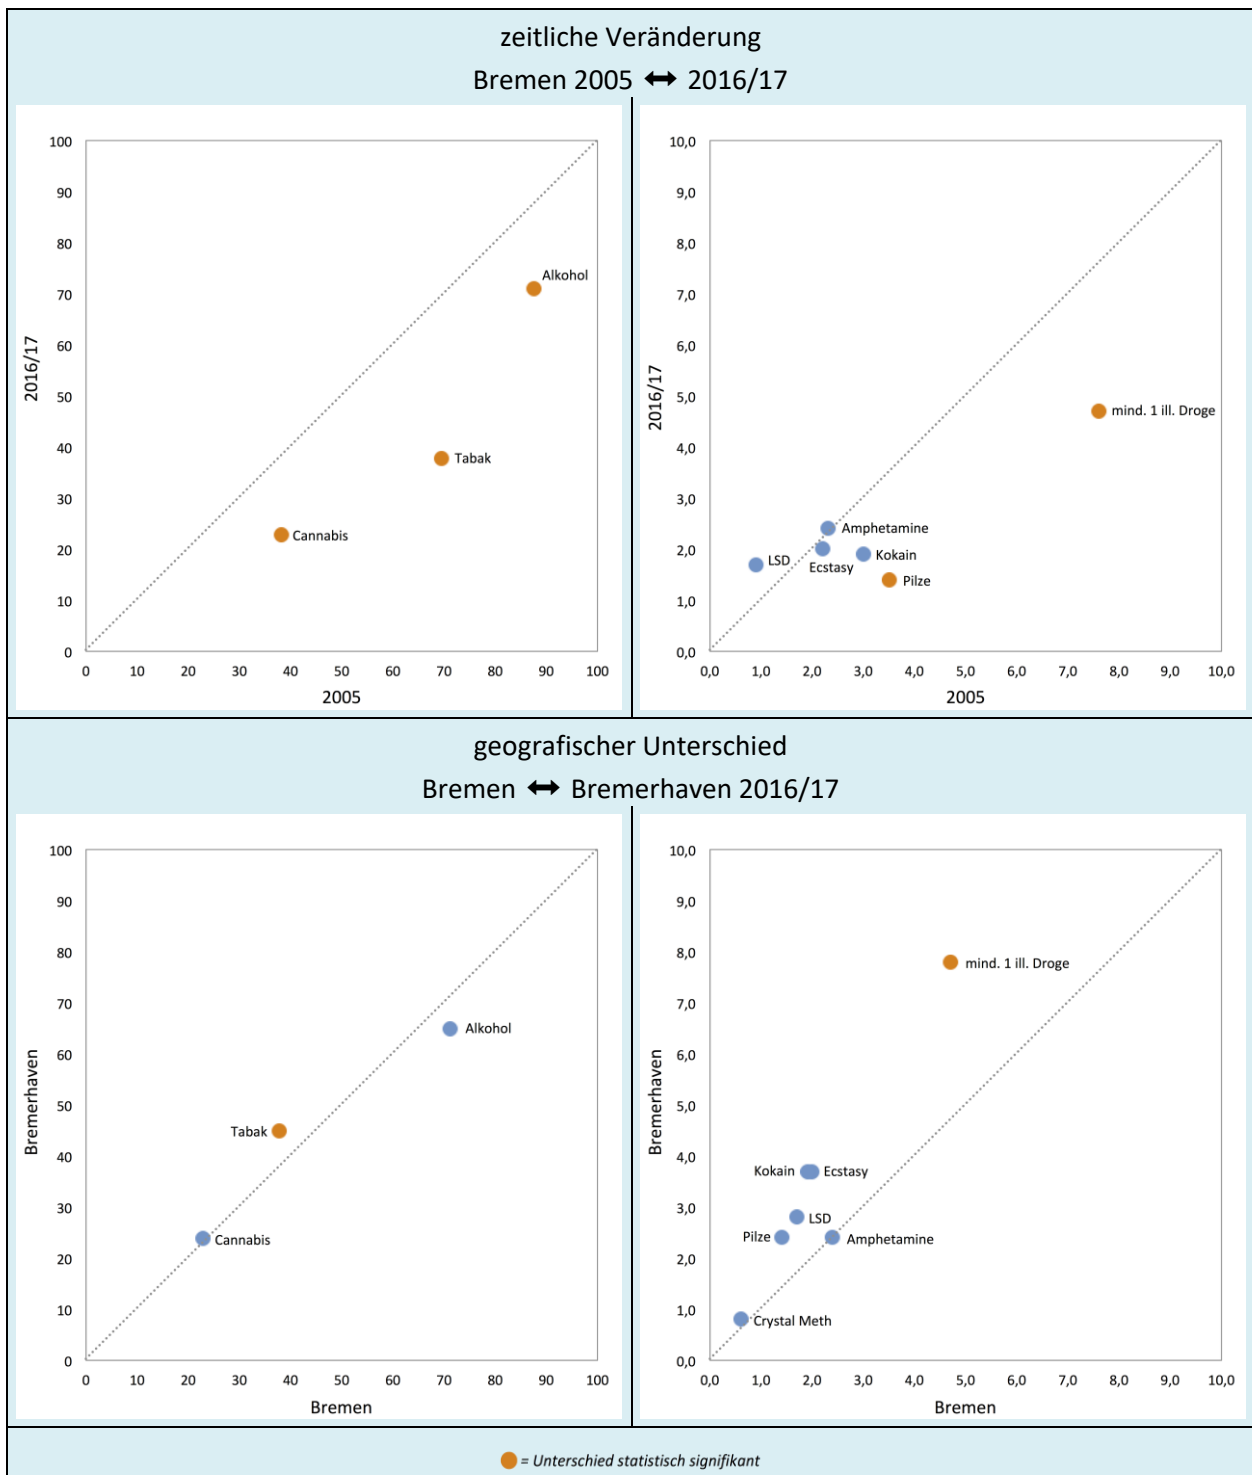 zeitliche Veränderung
Bremen 2005 ↔ 2016/17
100
90
80
70
60
50
40
30
20
10
0
2016/17
Alkohol
Tabak
Cannabis
0 10 20 30 40 50 60 70 80 90 100
2005
10,0
9,0
8,0
7,0
6,0
5,0
4,0
3,0
2,0
1,0
0,0
2016/17
mind. 1 ill. Droge
Amphetamine
Kokain
LSD
Ecstasy
Pilze
0,0 1,0 2,0 3,0 4,0 5,0 6,0 7,0 8,0 9,0 10,0
2005
geografischer Unterschied
Bremen ↔ Bremerhaven 2016/17
100
90
80
70
60
50
40
30
20
10
0
Bremerhaven
Alkohol
Tabak
Cannabis
0 10 20 30 40 50 60 70 80 90 100
Bremen
10,0
9,0
8,0
7,0
6,0
5,0
4,0
3,0
2,0
1,0
0,0
Bremerhaven
mind. 1 ill. Droge
Kokain Ecstasy
LSD
Pilze Amphetamine
Crystal Meth
0,0 1,0 2,0 3,0 4,0 5,0 6,0 7,0 8,0 9,0 10,0
Bremen
= Unterschied statistisch signifikant